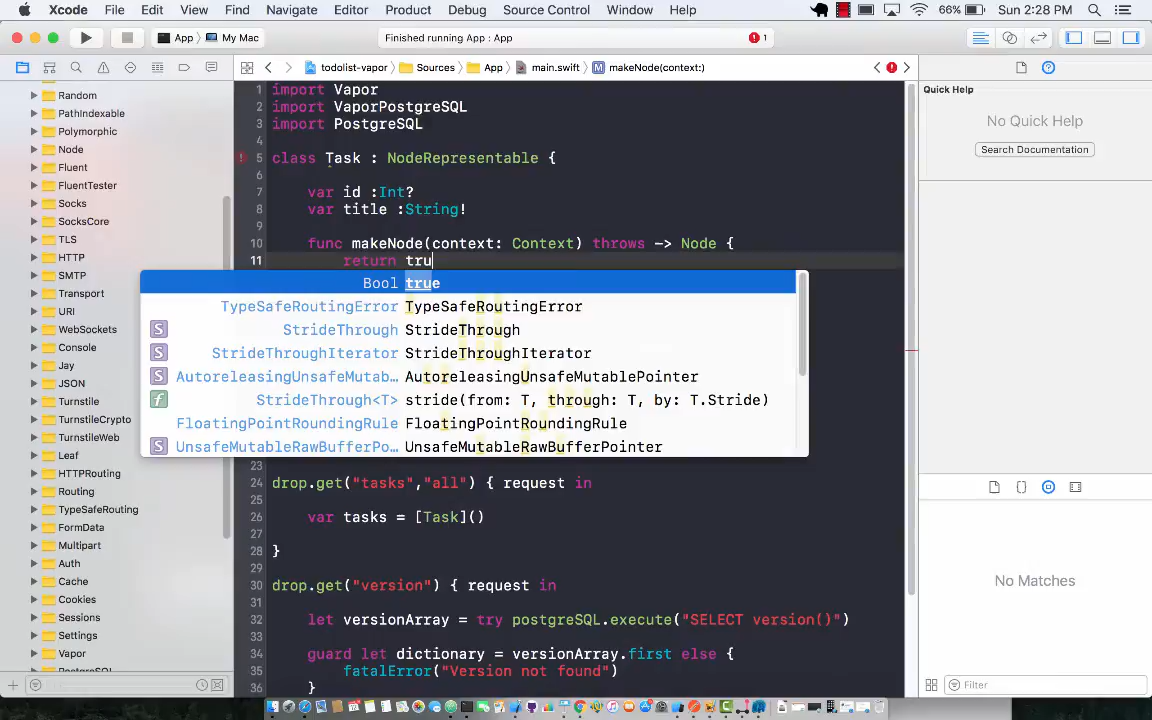 Xcode File Edit View Find Navigate Editor Product Debug Source Control Window Help 66% Sun 2:28 PM
App My Mac Finished running App : App 1
todolist-vapor Sources App main.swift M makeNode(context:)
Random
PathIndexable
Polymorphic
Node
Fluent
FluentTester
Socks
SocksCore
TLS
HTTP
SMTP
Transport
URI
WebSockets
Console
Jay
JSON
Turnstile
TurnstileCrypto
TurnstileWeb
Leaf
HTTPRouting
Routing
TypeSafeRouting
FormData
Multipart
Auth
Cache
Cookies
Sessions
Settings
Vapor
PostgreSQL
1 import Vapor
2 import VaporPostgreSQL
3 import PostgreSQL
4
5 class Task : NodeRepresentable {
6
7 var id :Int?
8 var title :String!
9
10 func makeNode(context: Context) throws -> Node {
11 return tru
Bool true
TypeSafeRoutingError TypeSafeRoutingError
S StrideThrough StrideThrough
S StrideThroughIterator StrideThroughIterator
S AutoreleasingUnsafeMutab… AutoreleasingUnsafeMutablePointer
f StrideThrough<T> stride(from: T, through: T, by: T.Stride)
FloatingPointRoundingRule FloatingPointRoundingRule
S UnsafeMutableRawBufferPo… UnsafeMutableRawBufferPointer
23
24 drop.get("tasks","all") { request in
25
26 var tasks = [Task]()
27
28 }
29
30 drop.get("version") { request in
31
32 let versionArray = try postgreSQL.execute("SELECT version()")
33
34 guard let dictionary = versionArray.first else {
35 fatalError("Version not found")
36 }
Quick Help
No Quick Help
Search Documentation
No Matches
Filter